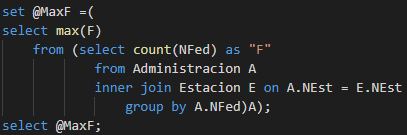 set @MaxF =(
select max(F)
from (select count(NFed) as "F"
from Administracion A
inner join Estacion E on A.NEst = E.NEst
group by A.NFed)A);
select @MaxF;